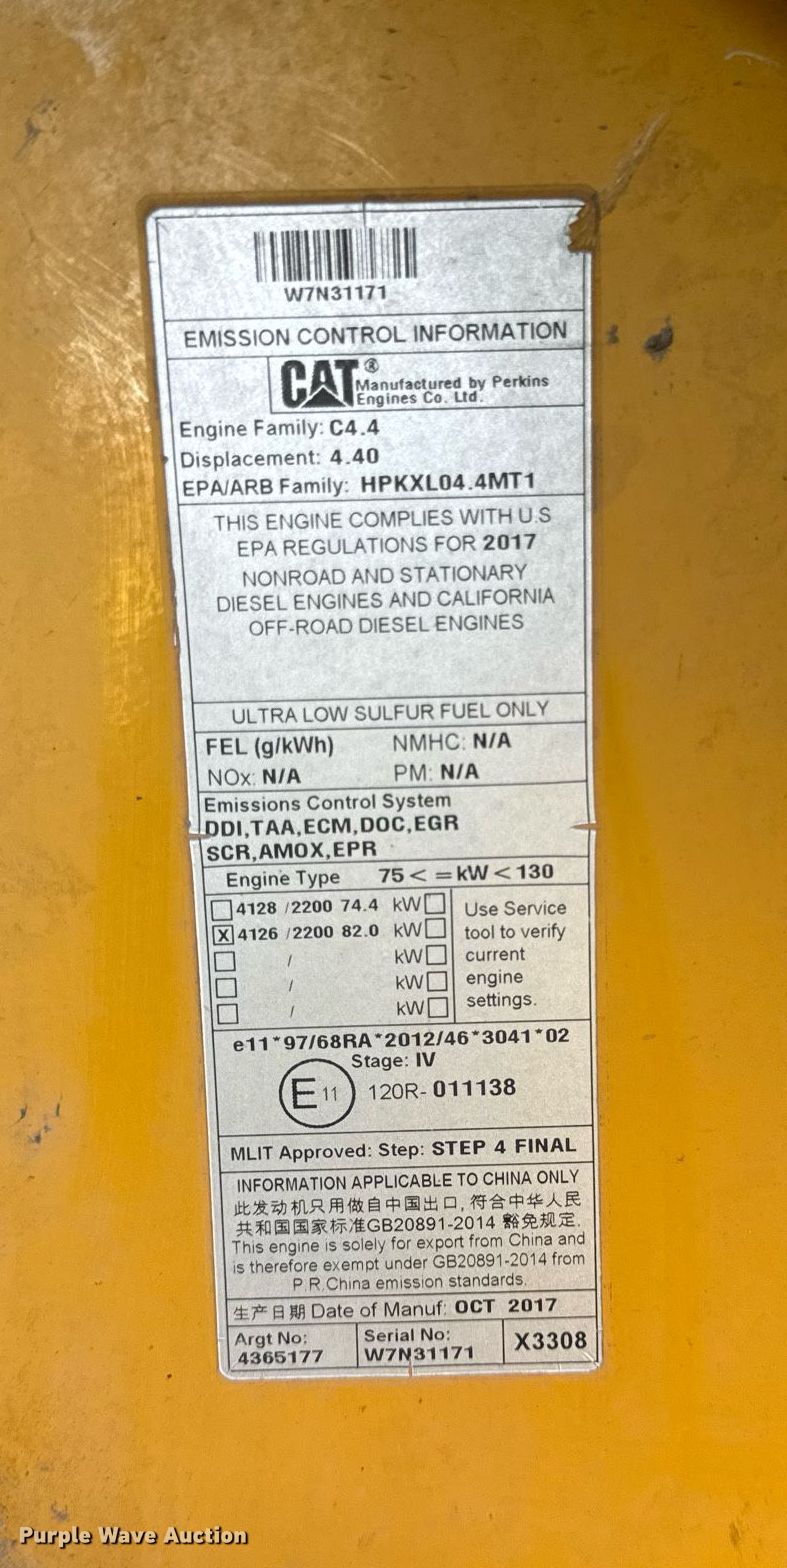 W7N31171
EMISSION CONTROL INFORMATION
CAT®
Manufactured by Perkins
Engines Co. Ltd.
Engine Family: C4.4
Displacement: 4.40
EPA/ARB Family: HPKXL04.4MT1
THIS ENGINE COMPLIES WITH U.S
EPA REGULATIONS FOR 2017
NONROAD AND STATIONARY
DIESEL ENGINES AND CALIFORNIA
OFF-ROAD DIESEL ENGINES
ULTRA LOW SULFUR FUEL ONLY
FEL (g/kWh) NMHC: N/A
NOx: N/A PM: N/A
Emissions Control System
DDI,TAA,ECM,DOC,EGR
SCR,AMOX,EPR
Engine Type 75 < = kW < 130
4128 /2200 74.4 kW
X 4126 /2200 82.0 kW
/ kW
/ kW
/ kW
Use Service
tool to verify
current
engine
settings.
e11*97/68RA*2012/46*3041*02
Stage: IV
E 11 120R- 011138
MLIT Approved: Step: STEP 4 FINAL
INFORMATION APPLICABLE TO CHINA ONLY
此发动机只用做自中国出口, 符合中华人民
共和国国家标准GB20891-2014 豁免规定.
This engine is solely for export from China and
is therefore exempt under GB20891-2014 from
P.R.China emission standards.
生产日期 Date of Manuf: OCT 2017
Argt No:
4365177
Serial No:
W7N31171
X3308
Purple Wave Auction